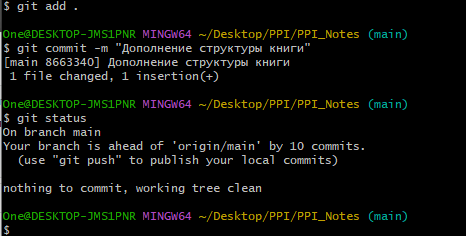 $ git add .

One@DESKTOP-JMS1PNR MINGW64 ~/Desktop/PPI/PPI_Notes (main)
$ git commit -m "Дополнение структуры книги"
[main 8663340] Дополнение структуры книги
 1 file changed, 1 insertion(+)

One@DESKTOP-JMS1PNR MINGW64 ~/Desktop/PPI/PPI_Notes (main)
$ git status
On branch main
Your branch is ahead of 'origin/main' by 10 commits.
  (use "git push" to publish your local commits)

nothing to commit, working tree clean

One@DESKTOP-JMS1PNR MINGW64 ~/Desktop/PPI/PPI_Notes (main)
$